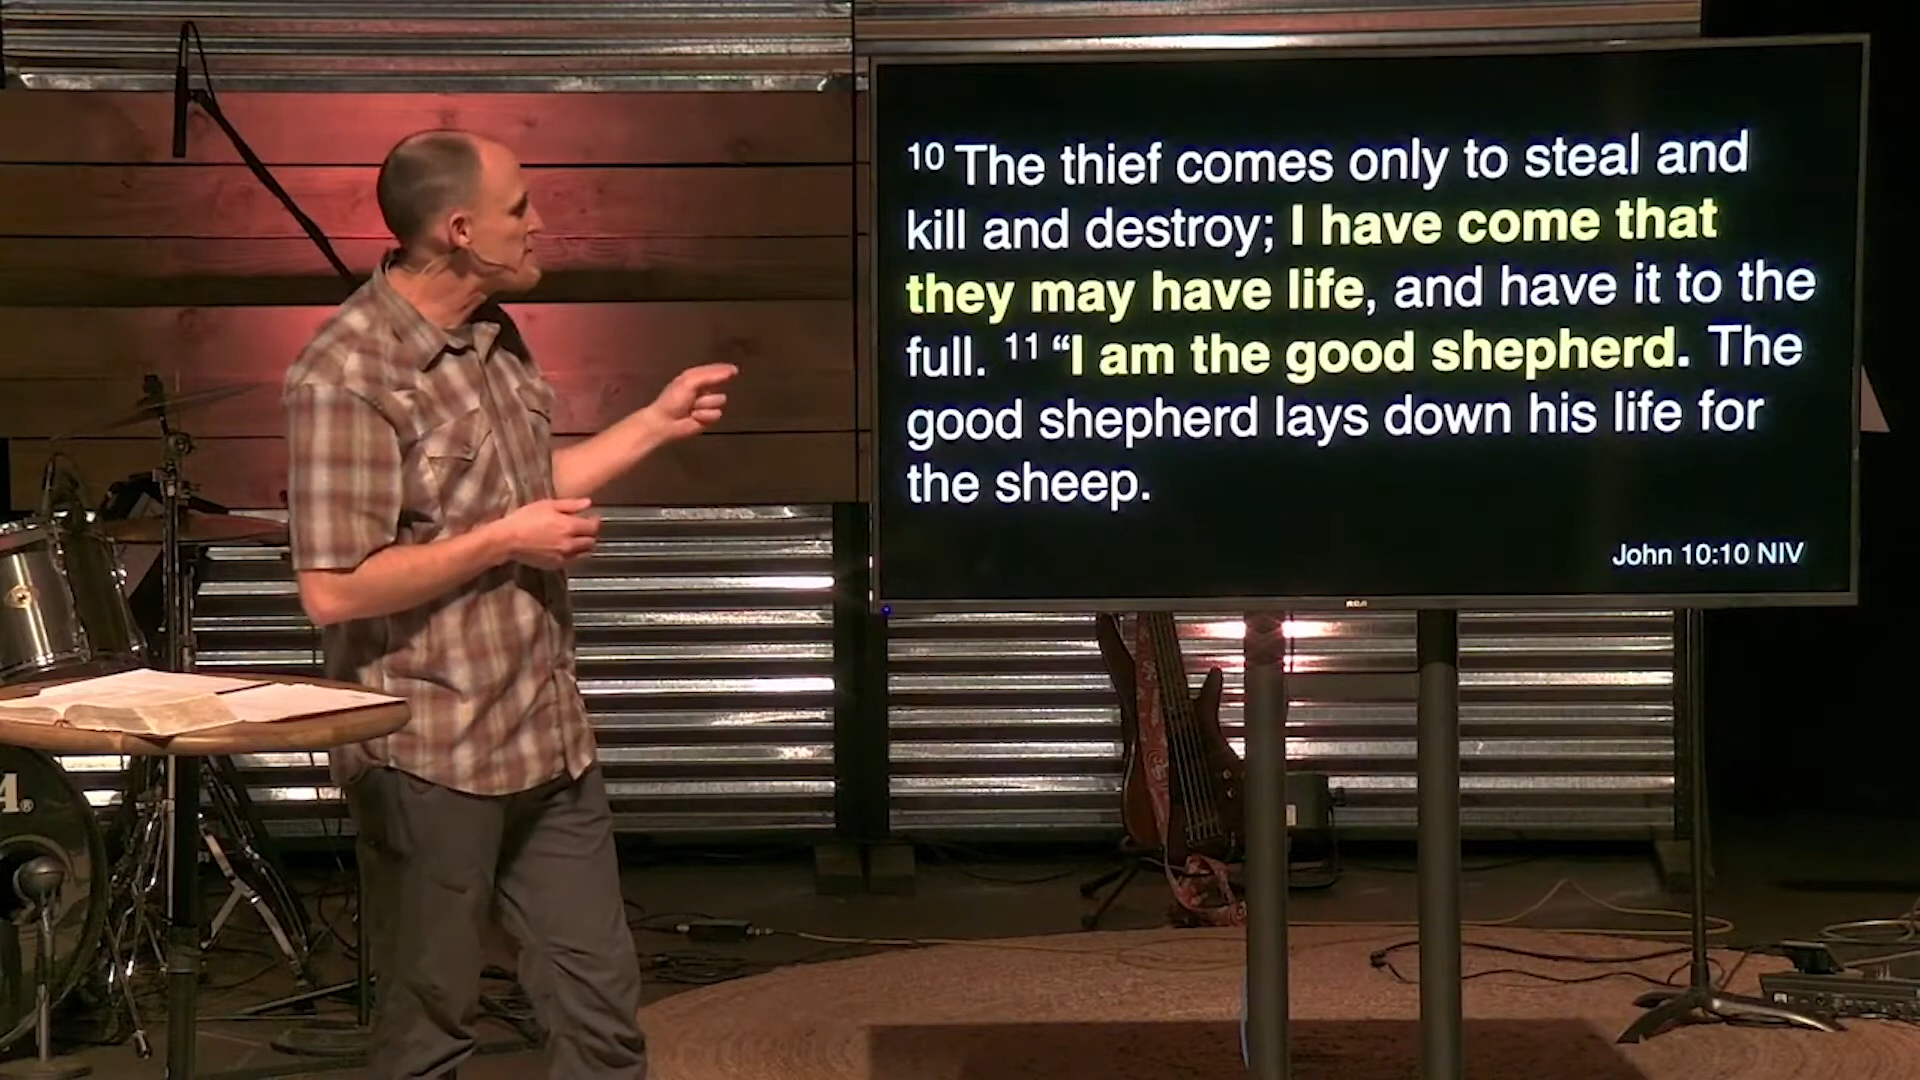 10 The thief comes only to steal and
kill and destroy; I have come that
they may have life, and have it to the
full. 11 “I am the good shepherd. The
good shepherd lays down his life for
the sheep.
John 10:10 NIV
RCA
A®